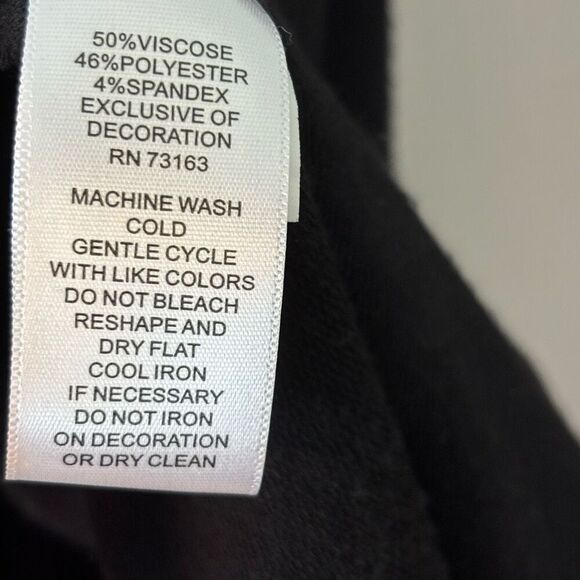 50%VISCOSE
46%POLYESTER
4%SPANDEX
EXCLUSIVE OF
DECORATION
RN 73163
MACHINE WASH
COLD
GENTLE CYCLE
WITH LIKE COLORS
DO NOT BLEACH
RESHAPE AND
DRY FLAT
COOL IRON
IF NECESSARY
DO NOT IRON
ON DECORATION
OR DRY CLEAN